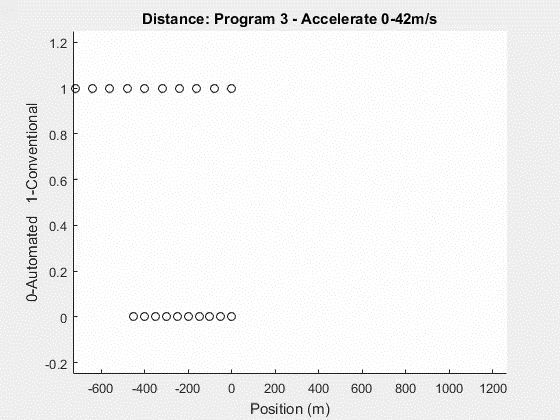 Distance: Program 3 - Accelerate 0-42m/s
0-Automated   1-Conventional
1.2
1
0.8
0.6
0.4
0.2
0
-0.2
-600 -400 -200 0 200 400 600 800 1000 1200
Position (m)